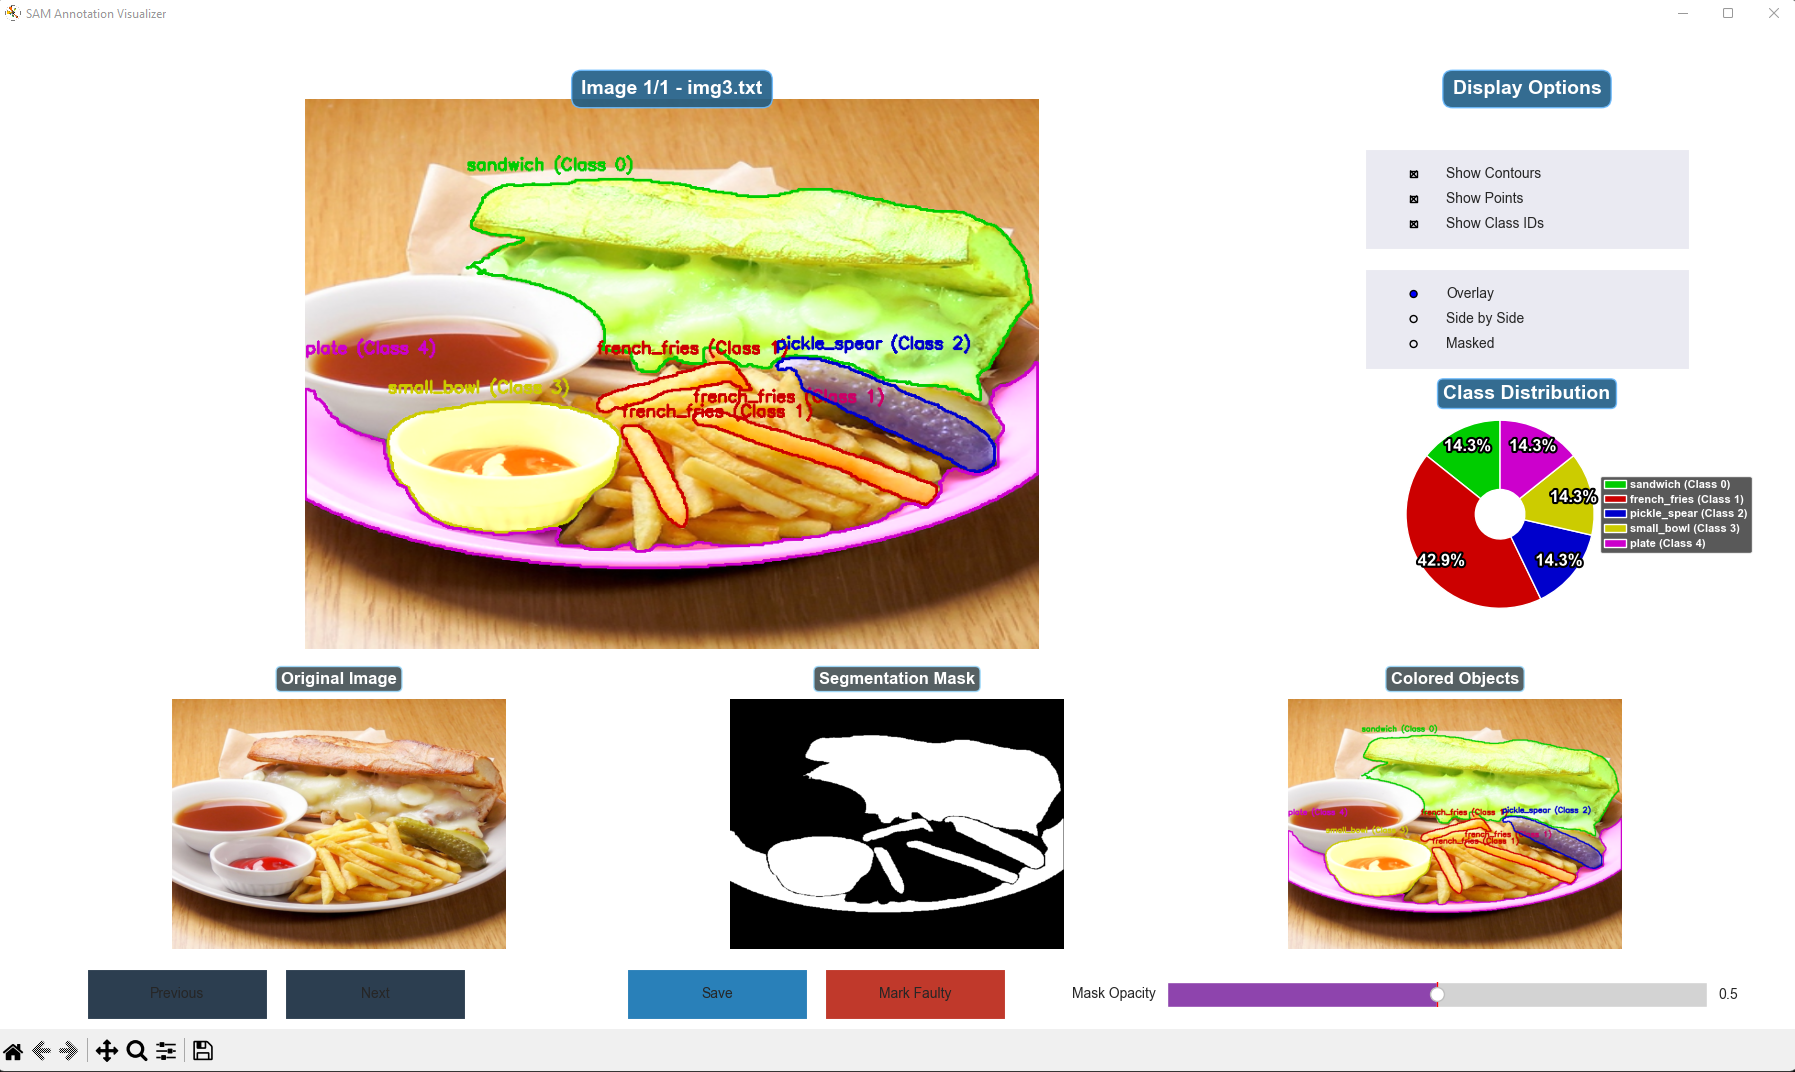 SAM Annotation Visualizer
Image 1/1 - img3.txt
sandwich (Class 0)
plate (Class 4)
french_fries (Class 1)
pickle_spear (Class 2)
small_bowl (Class 3)
french_fries (Class 1)
french_fries (Class 1)
Display Options
Show Contours
Show Points
Show Class IDs
Overlay
Side by Side
Masked
Class Distribution
14.3%
14.3%
14.3%
42.9%
14.3%
sandwich (Class 0)
french_fries (Class 1)
pickle_spear (Class 2)
small_bowl (Class 3)
plate (Class 4)
Original Image
Segmentation Mask
Colored Objects
sandwich (Class 0)
plate (Class 4)
french_fries (Class 1)
pickle_spear (Class 2)
small_bowl (Class 3)
french_fries (Class 1)
french_fries (Class 1)
Previous
Next
Save
Mark Faulty
Mask Opacity
0.5